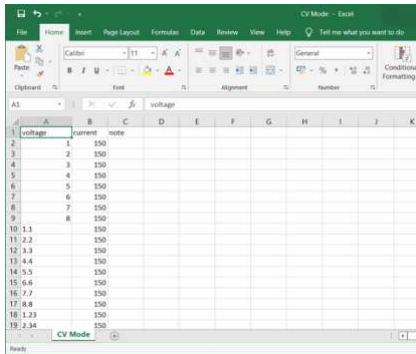 CV Mode - Excel
File Home Insert Page Layout Formulas Data Review View Help Tell me what you want to do
Calibri 11 General
Paste B I U A % Conditional Formatting
Clipboard Font Alignment Number
A1 fx voltage
A B C D E F G H I J K
1 voltage current note
2 1 150
3 2 150
4 3 150
5 4 150
6 5 150
7 6 150
8 7 150
9 8 150
10 1.1 150
11 2.2 150
12 3.3 150
13 4.4 150
14 5.5 150
15 6.6 150
16 7.7 150
17 8.8 150
18 1.23 150
19 2.34 150
CV Mode
Ready